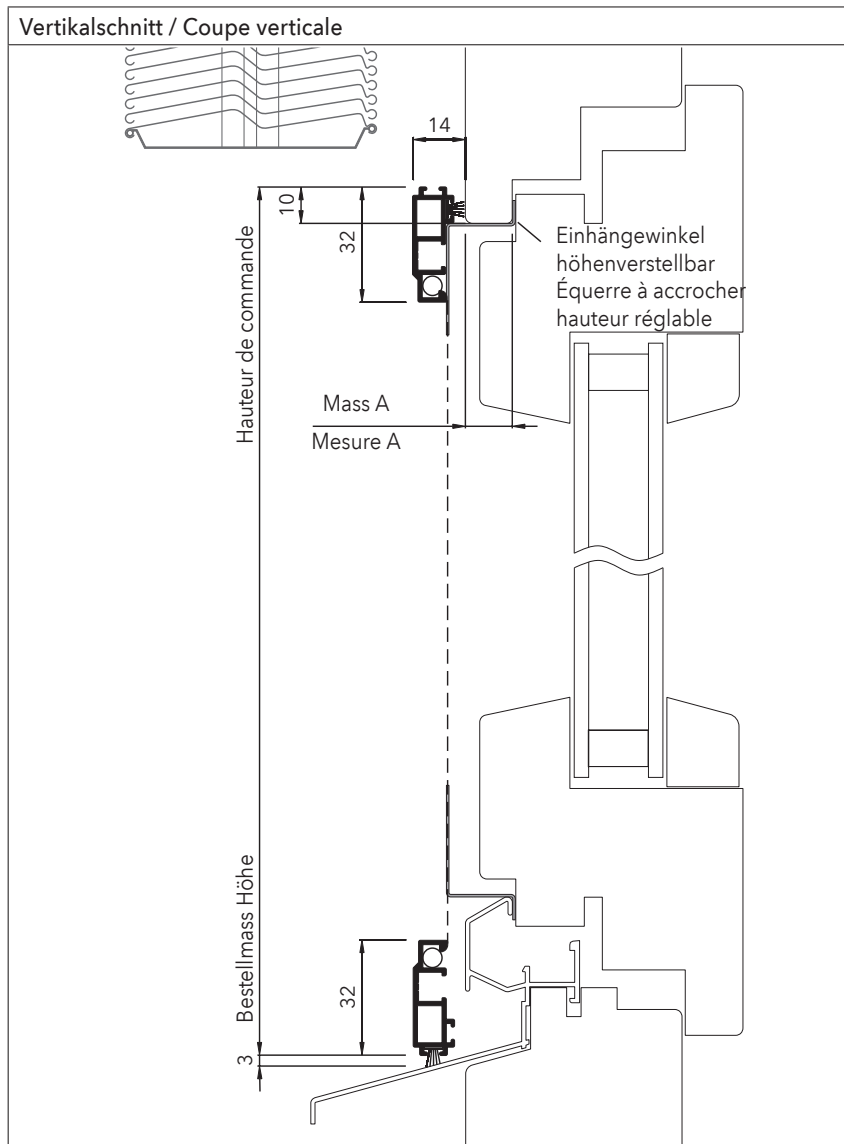 Vertikalschnitt / Coupe verticale
14
10
32
Hauteur de commande
Einhängewinkel
höhenverstellbar
Équerre à accrocher
hauteur réglable
Mass A
Mesure A
Bestellmass Höhe
32
3